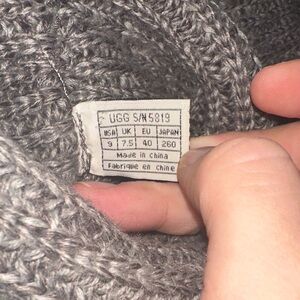 UGG S/N 5819
USA UK EU JAPAN
9 7.5 40 260
Made in China
Fabriqué en Chine